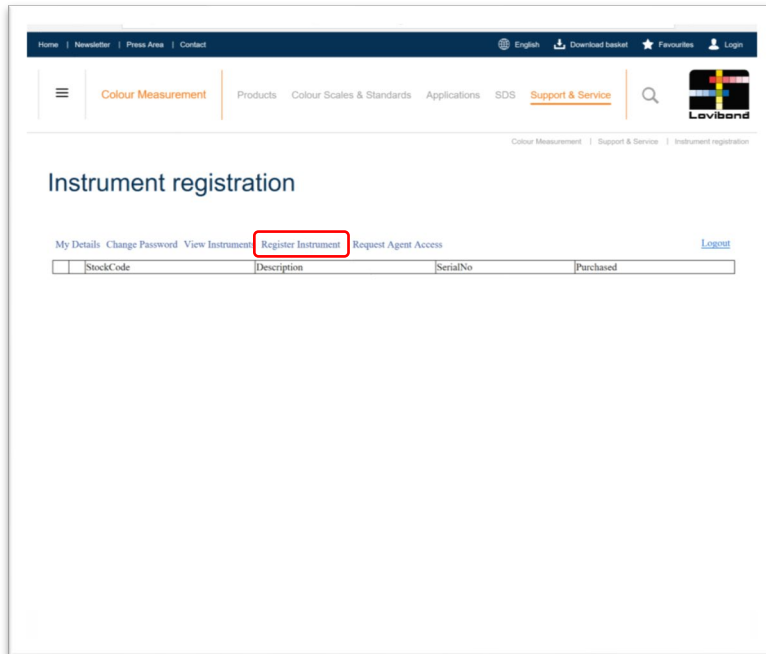 Home | Newsletter | Press Area | Contact English Download basket Favourites Login
Colour Measurement Products Colour Scales & Standards Applications SDS Support & Service
Lovibond
Colour Measurement | Support & Service | Instrument registration
Instrument registration
My Details Change Password View Instruments Register Instrument Request Agent Access Logout
StockCode Description SerialNo Purchased